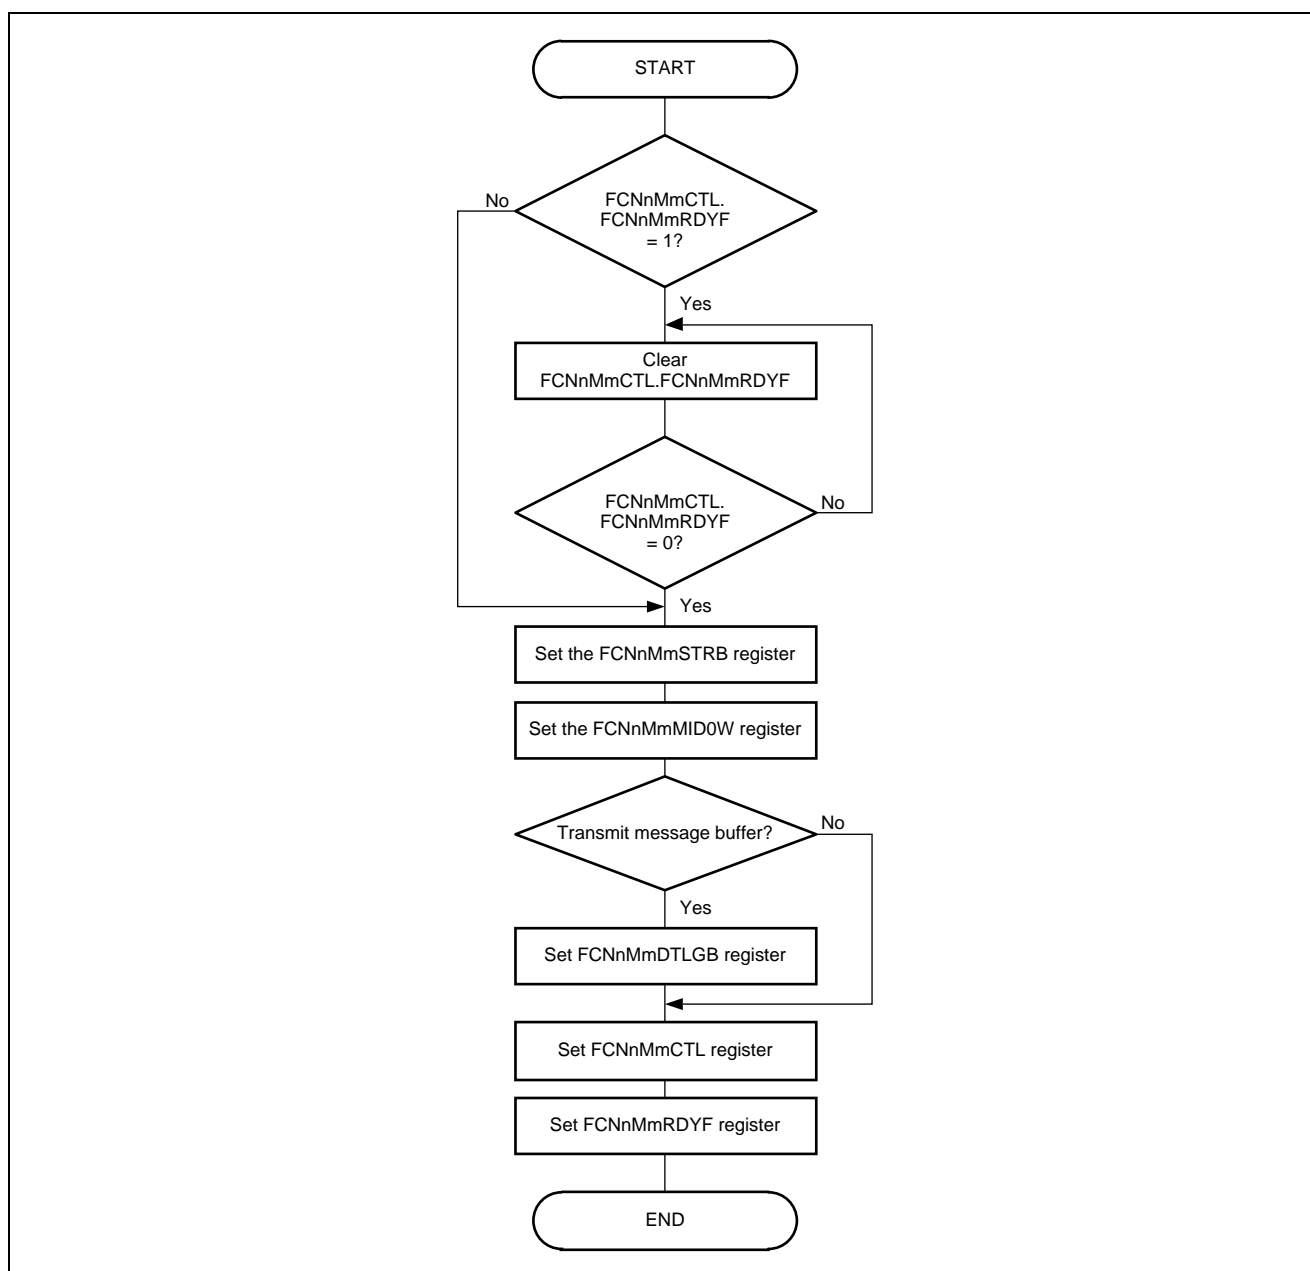 START
No
FCNnMmCTL.
FCNnMmRDYF
= 1?
Yes
Clear
FCNnMmCTL.FCNnMmRDYF
FCNnMmCTL.
FCNnMmRDYF
= 0?
No
Yes
Set the FCNnMmSTRB register
Set the FCNnMmMID0W register
Transmit message buffer?
No
Yes
Set FCNnMmDTLGB register
Set FCNnMmCTL register
Set FCNnMmRDYF register
END